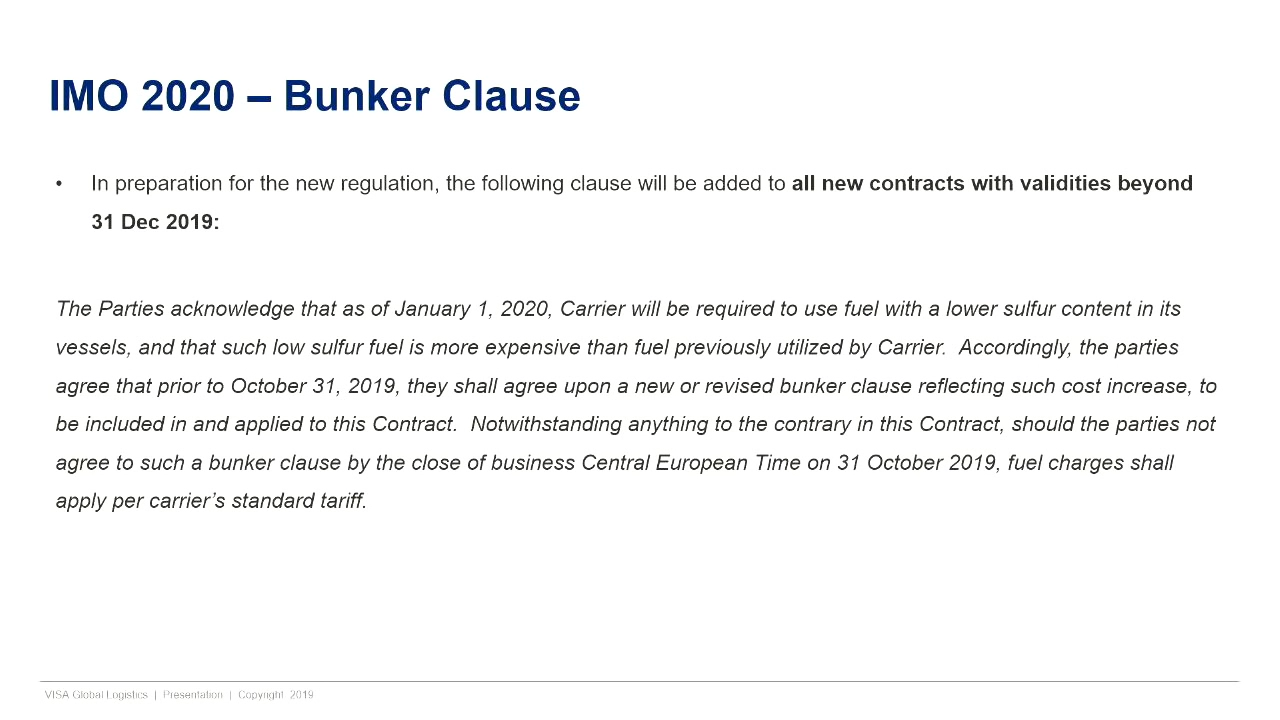 IMO 2020 – Bunker Clause
• In preparation for the new regulation, the following clause will be added to all new contracts with validities beyond
31 Dec 2019:
The Parties acknowledge that as of January 1, 2020, Carrier will be required to use fuel with a lower sulfur content in its
vessels, and that such low sulfur fuel is more expensive than fuel previously utilized by Carrier.  Accordingly, the parties
agree that prior to October 31, 2019, they shall agree upon a new or revised bunker clause reflecting such cost increase, to
be included in and applied to this Contract.  Notwithstanding anything to the contrary in this Contract, should the parties not
agree to such a bunker clause by the close of business Central European Time on 31 October 2019, fuel charges shall
apply per carrier’s standard tariff.
VISA Global Logistics | Presentation | Copyright 2019